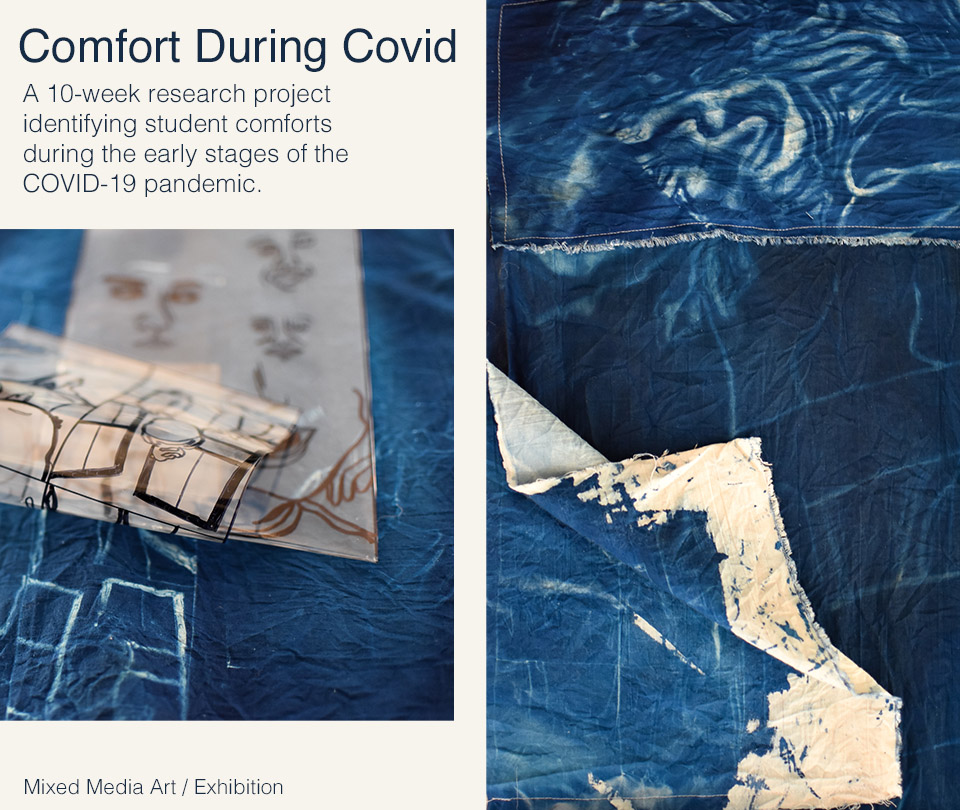 Comfort During Covid
A 10-week research project
identifying student comforts
during the early stages of the
COVID-19 pandemic.
Mixed Media Art / Exhibition